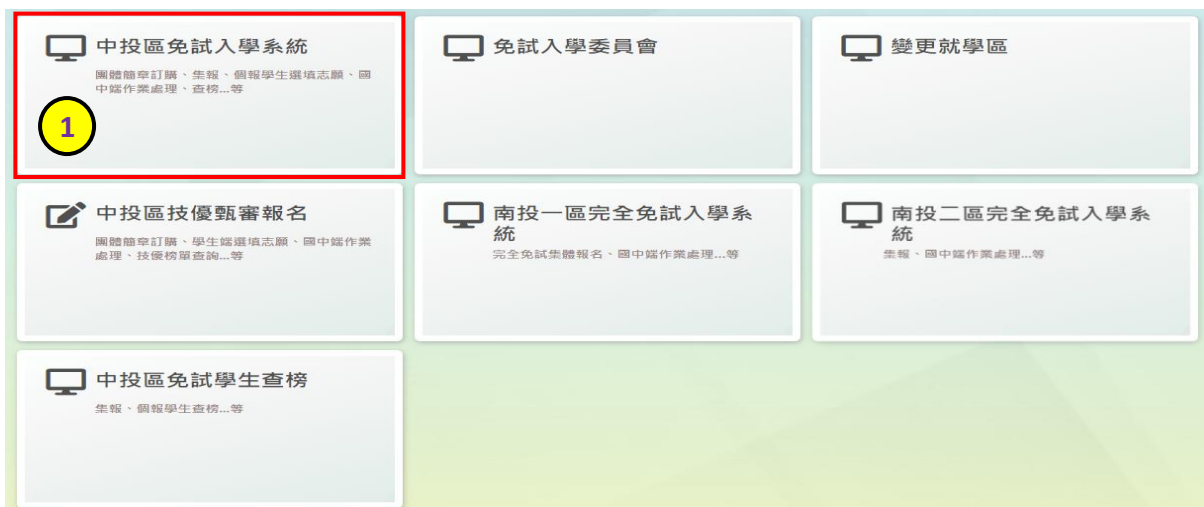 中投區免試入學系統
團體簡章訂購、集報、個報學生選填志願、國
中端作業處理、查榜...等
1
免試入學委員會
變更就學區
中投區技優甄審報名
團體簡章訂購、學生端選填志願、國中端作業
處理、技優榜單查詢...等
南投一區完全免試入學系
統
完全免試集體報名、國中端作業處理...等
南投二區完全免試入學系
統
集報、國中端作業處理...等
中投區免試學生查榜
集報、個報學生查榜...等